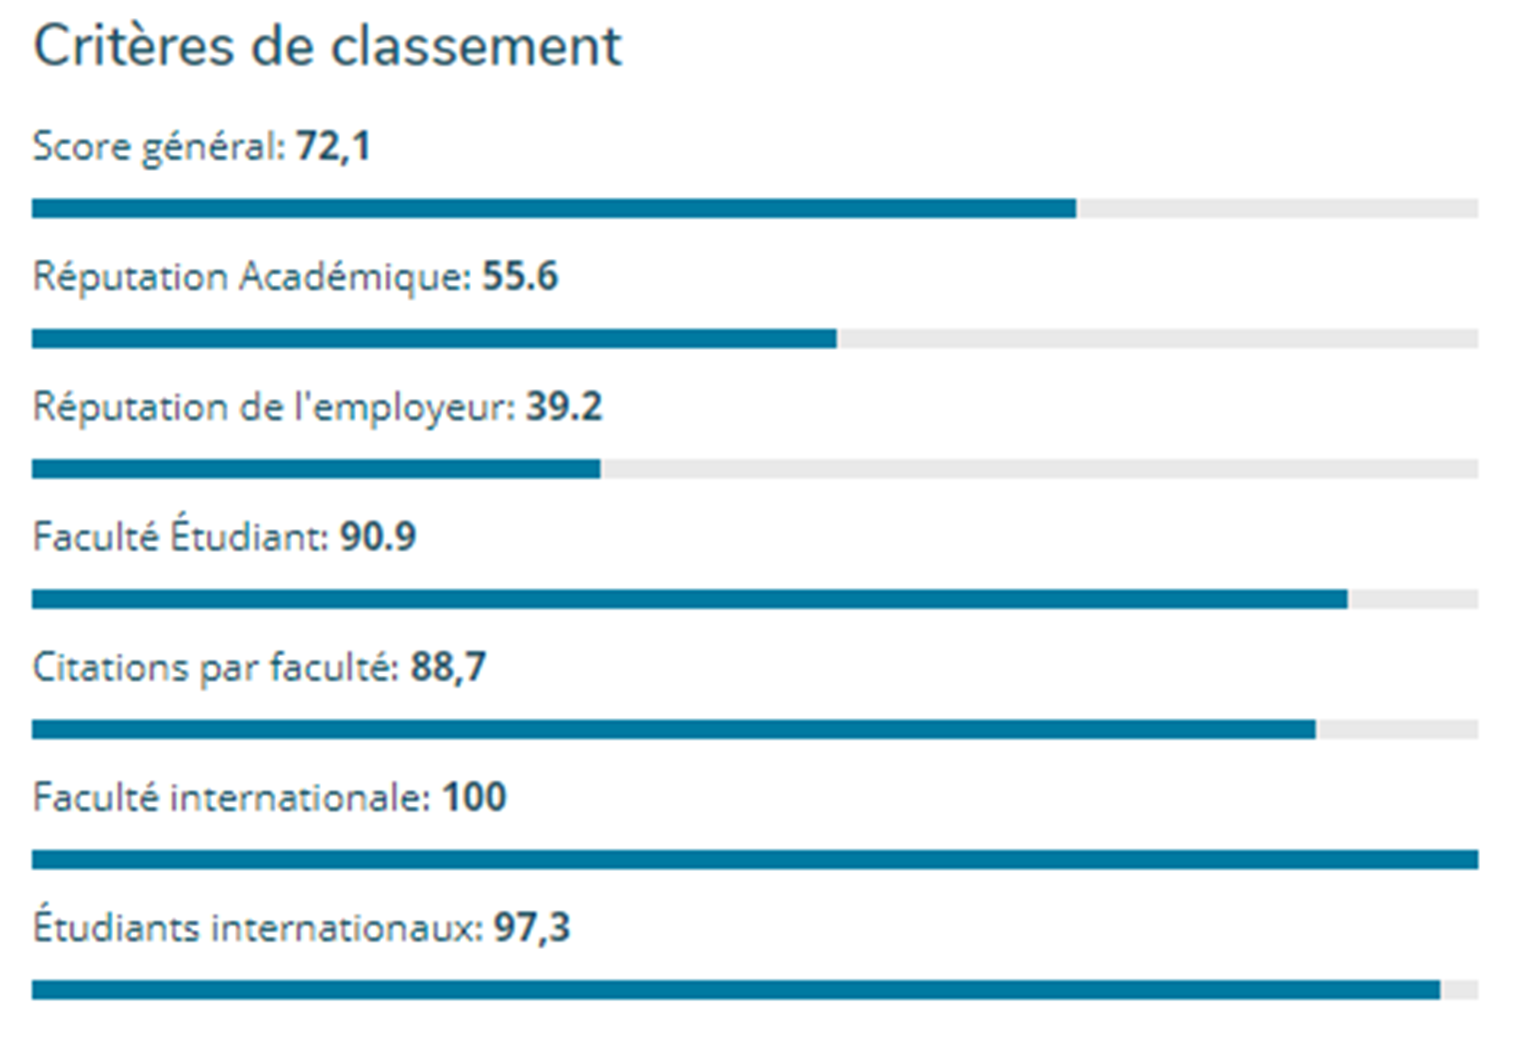 Critères de classement
Score général: 72,1
Réputation Académique: 55.6
Réputation de l'employeur: 39.2
Faculté Étudiant: 90.9
Citations par faculté: 88,7
Faculté internationale: 100
Étudiants internationaux: 97,3